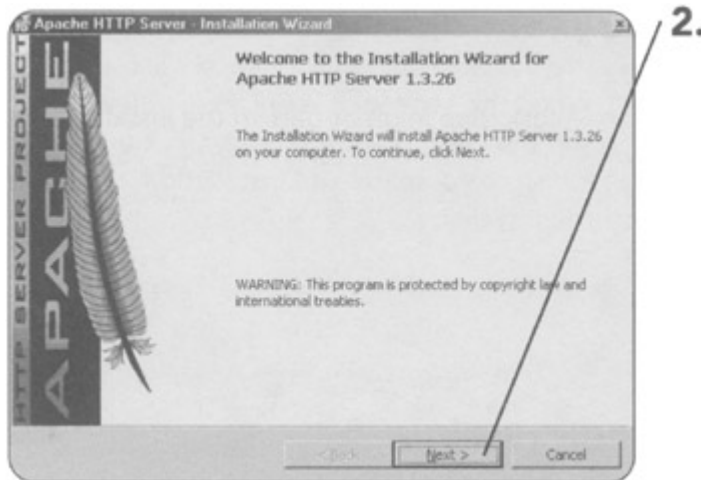 Apache HTTP Server - Installation Wizard
2.
HTTP SERVER PROJECT
APACHE
Welcome to the Installation Wizard for
Apache HTTP Server 1.3.26
The Installation Wizard will install Apache HTTP Server 1.3.26
on your computer. To continue, click Next.
WARNING: This program is protected by copyright law and
international treaties.
< Back
Next >
Cancel